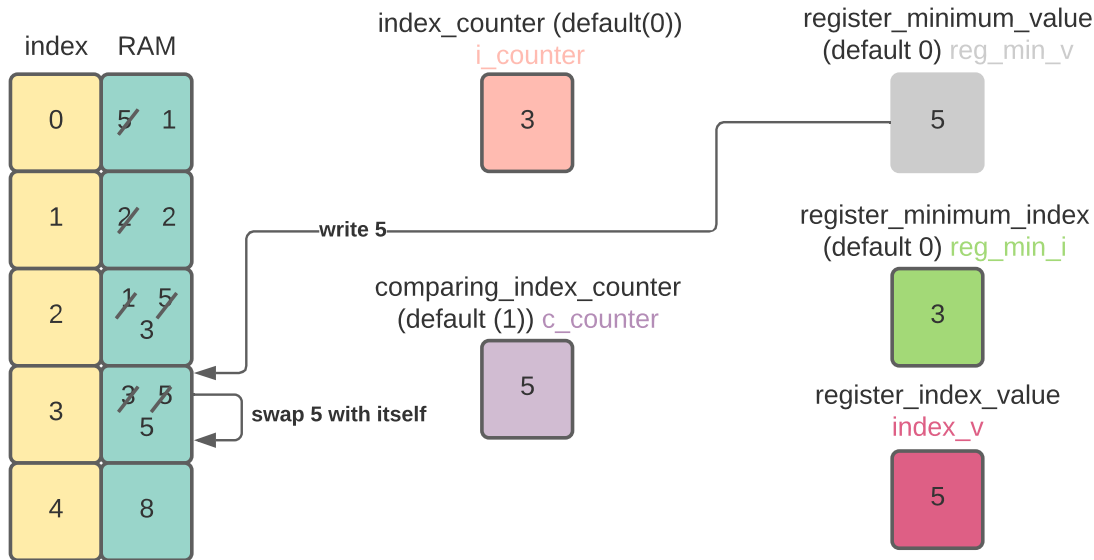 index RAM
0 5 1
1 2 2
2 1 5
3
3 3 5
5
4 8
index_counter (default(0))
i_counter
3
register_minimum_value
(default 0) reg_min_v
5
write 5
register_minimum_index
(default 0) reg_min_i
3
comparing_index_counter
(default (1)) c_counter
5
swap 5 with itself
register_index_value
index_v
5